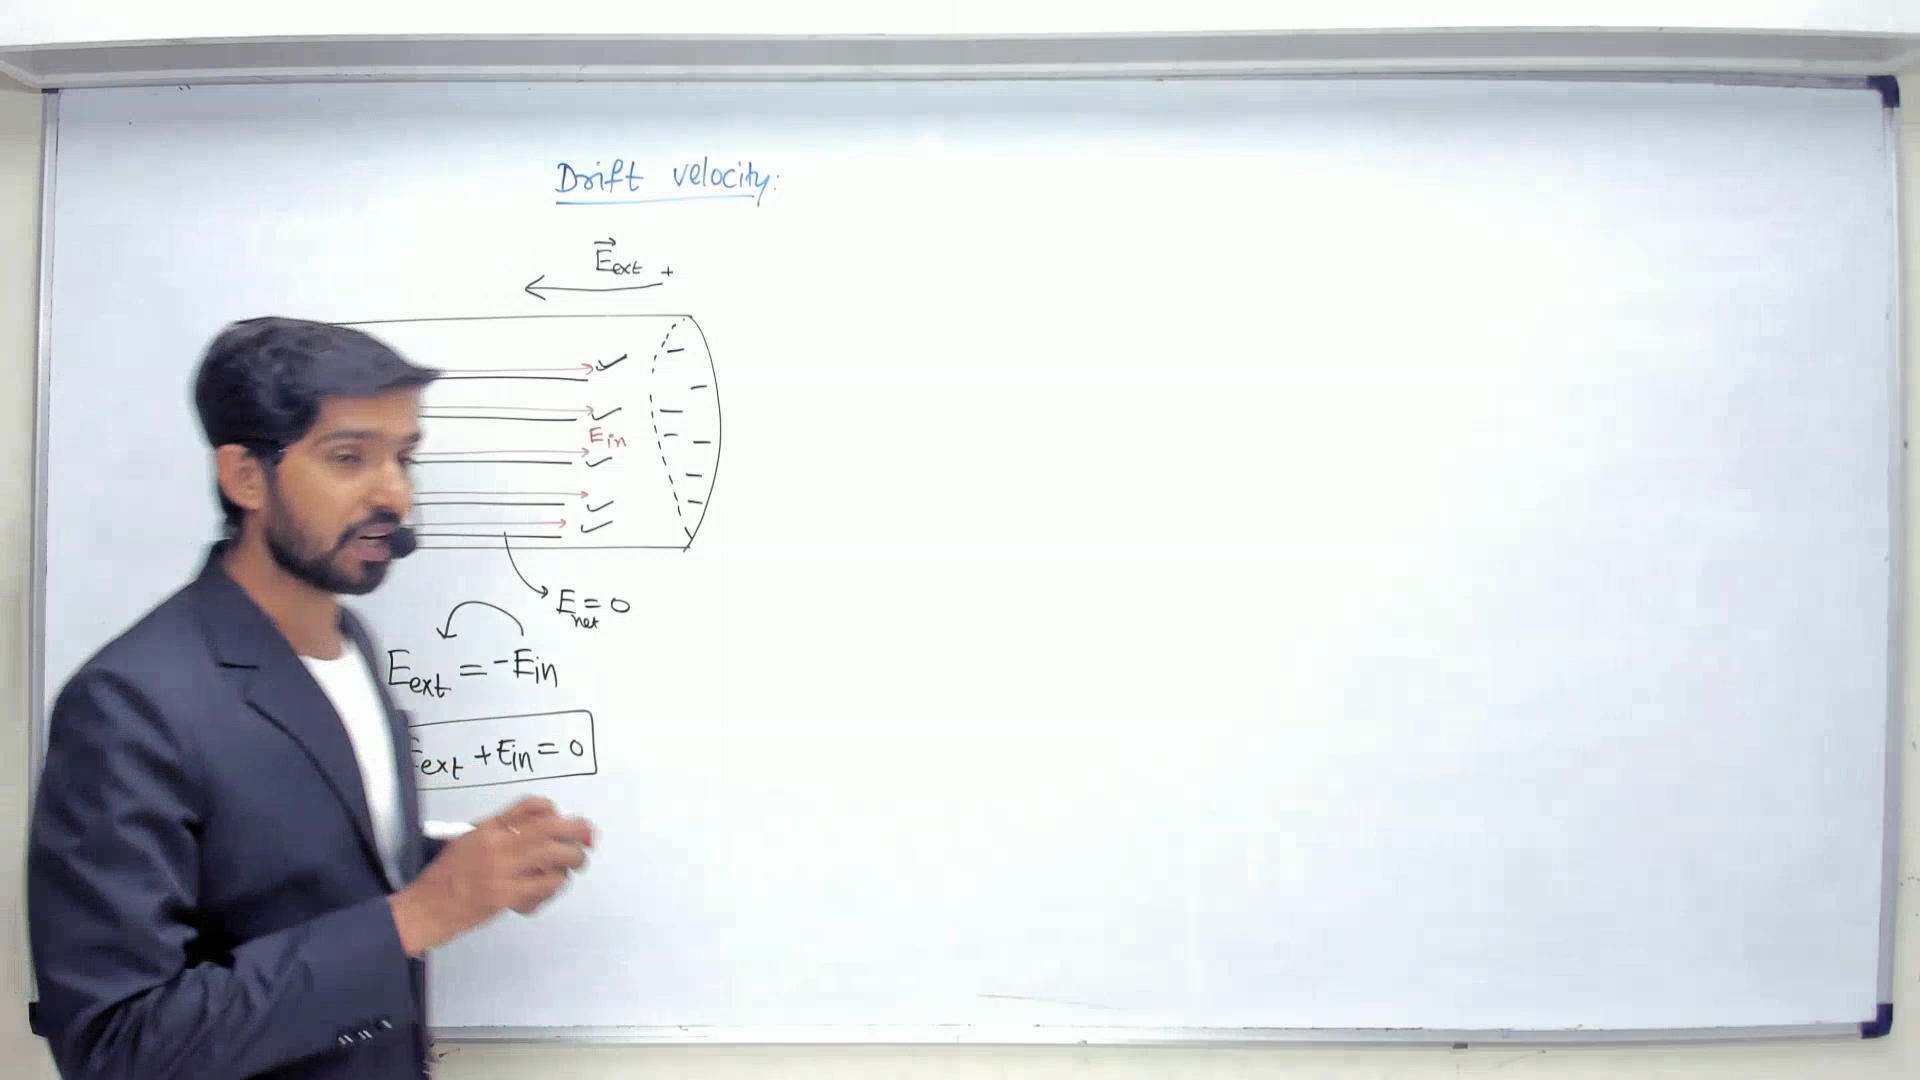 Drift velocity:
E⃗ext +
Ein
Enet = 0
Eext = -Ein
Eext + Ein = 0